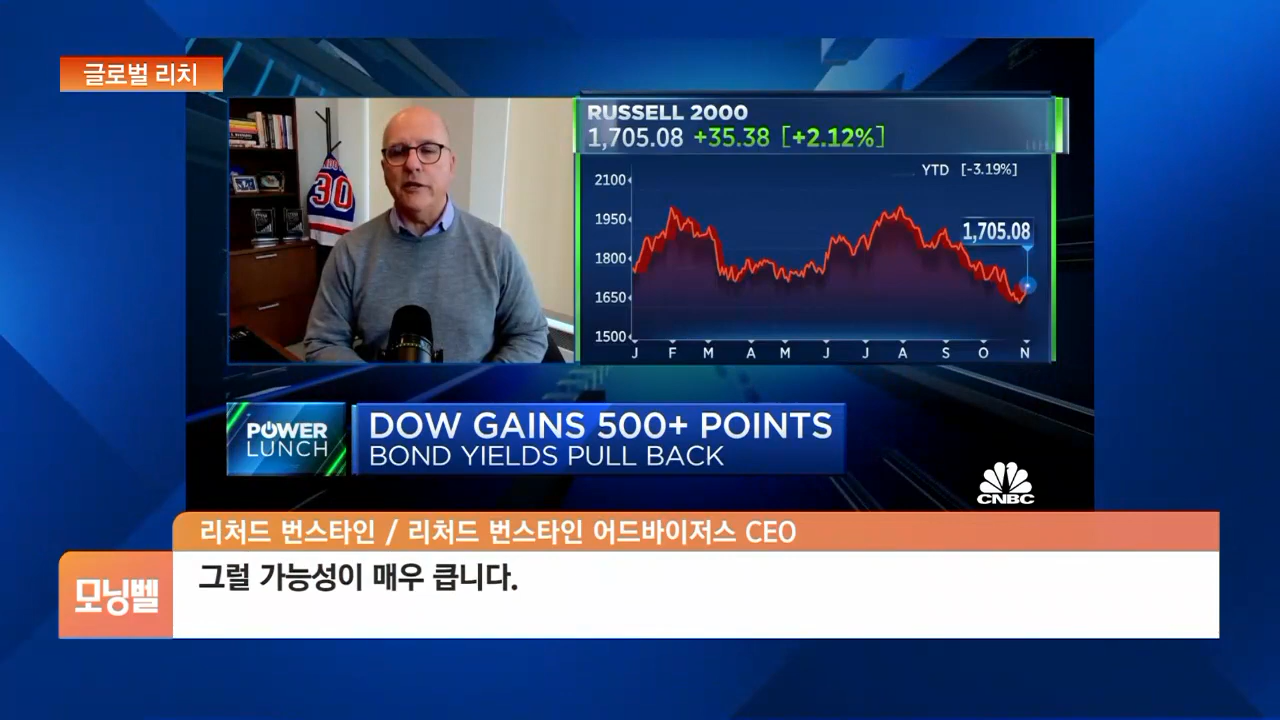 글로벌 리치
RUSSELL 2000
1,705.08 +35.38 [+2.12%]
YTD [-3.19%]
2100
1950
1800
1650
1500
1,705.08
J F M A M J J A S O N
30
POWER
LUNCH
DOW GAINS 500+ POINTS
BOND YIELDS PULL BACK
CNBC
리처드 번스타인 / 리처드 번스타인 어드바이저스 CEO
모닝벨
그럴 가능성이 매우 큽니다.